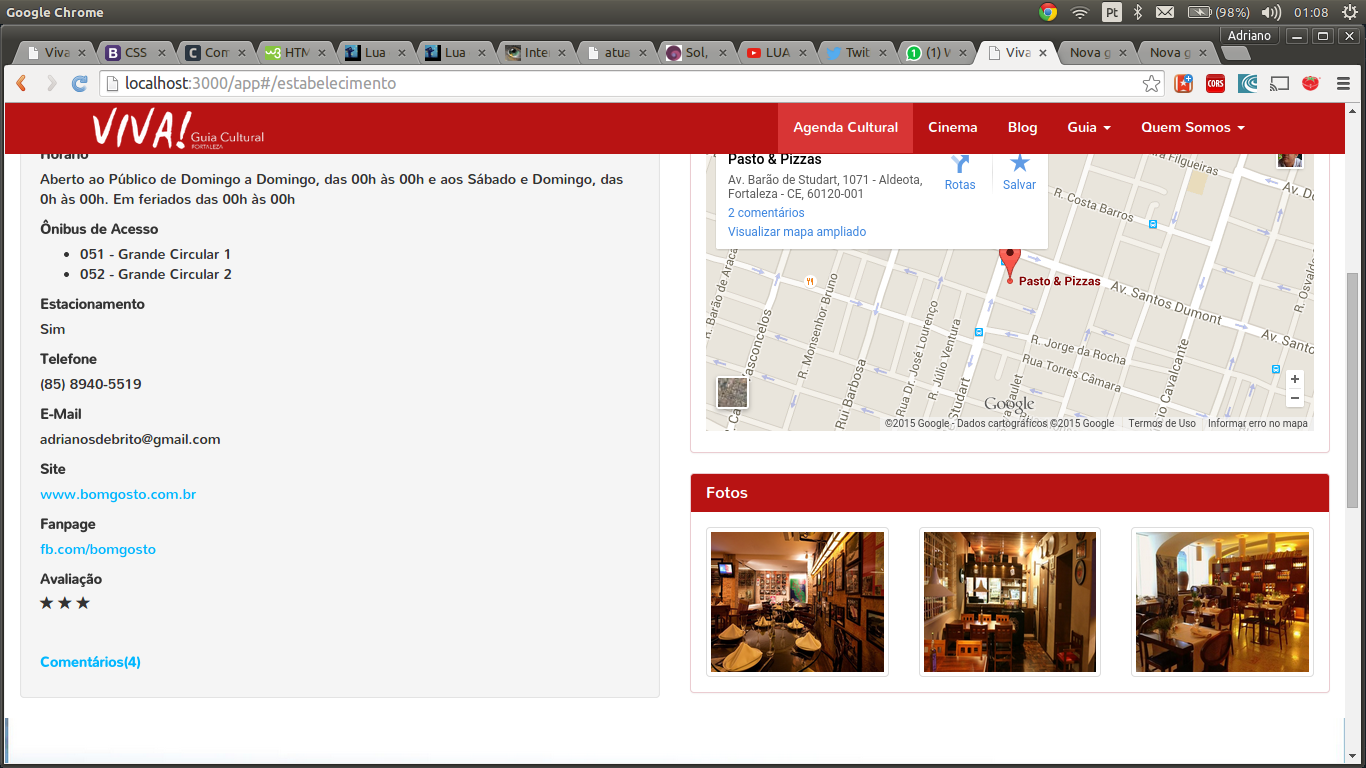 Google Chrome
Pt
(98%)
01:08
Adriano
Viva
CSS
Com
HTM
Lua
Lua
Inte
atua
Sol,
LUA
Twit
(1) W
Viva
Nova g
Nova g
localhost:3000/app#/estabelecimento
CORS
VIVA! Guia Cultural
FORTALEZA
Agenda Cultural
Cinema
Blog
Guia
Quem Somos
Horário
Aberto ao Público de Domingo a Domingo, das 00h às 00h e aos Sábado e Domingo, das
0h às 00h. Em feriados das 00h às 00h
Ônibus de Acesso
051 - Grande Circular 1
052 - Grande Circular 2
Estacionamento
Sim
Telefone
(85) 8940-5519
E-Mail
adrianosdebrito@gmail.com
Site
www.bomgosto.com.br
Fanpage
fb.com/bomgosto
Avaliação
Comentários(4)
Pasto & Pizzas
Av. Barão de Studart, 1071 - Aldeota,
Fortaleza - CE, 60120-001
2 comentários
Visualizar mapa ampliado
Rotas
Salvar
Filgueiras
R. Costa Barros
Pasto & Pizzas
Av. Santos Dumont
R. Osvaldo
Av. Santo
R. Barão de Arac
asconcelos
R. Monsenhor Bruno
Rui Barbosa
Rua Dr. José Lourenço
R. Júlio Ventura
Studart
R. Jorge da Rocha
Rua Torres Câmara
Cavalcante
Google
+
−
©2015 Google - Dados cartográficos ©2015 Google
Termos de Uso
Informar erro no mapa
Fotos